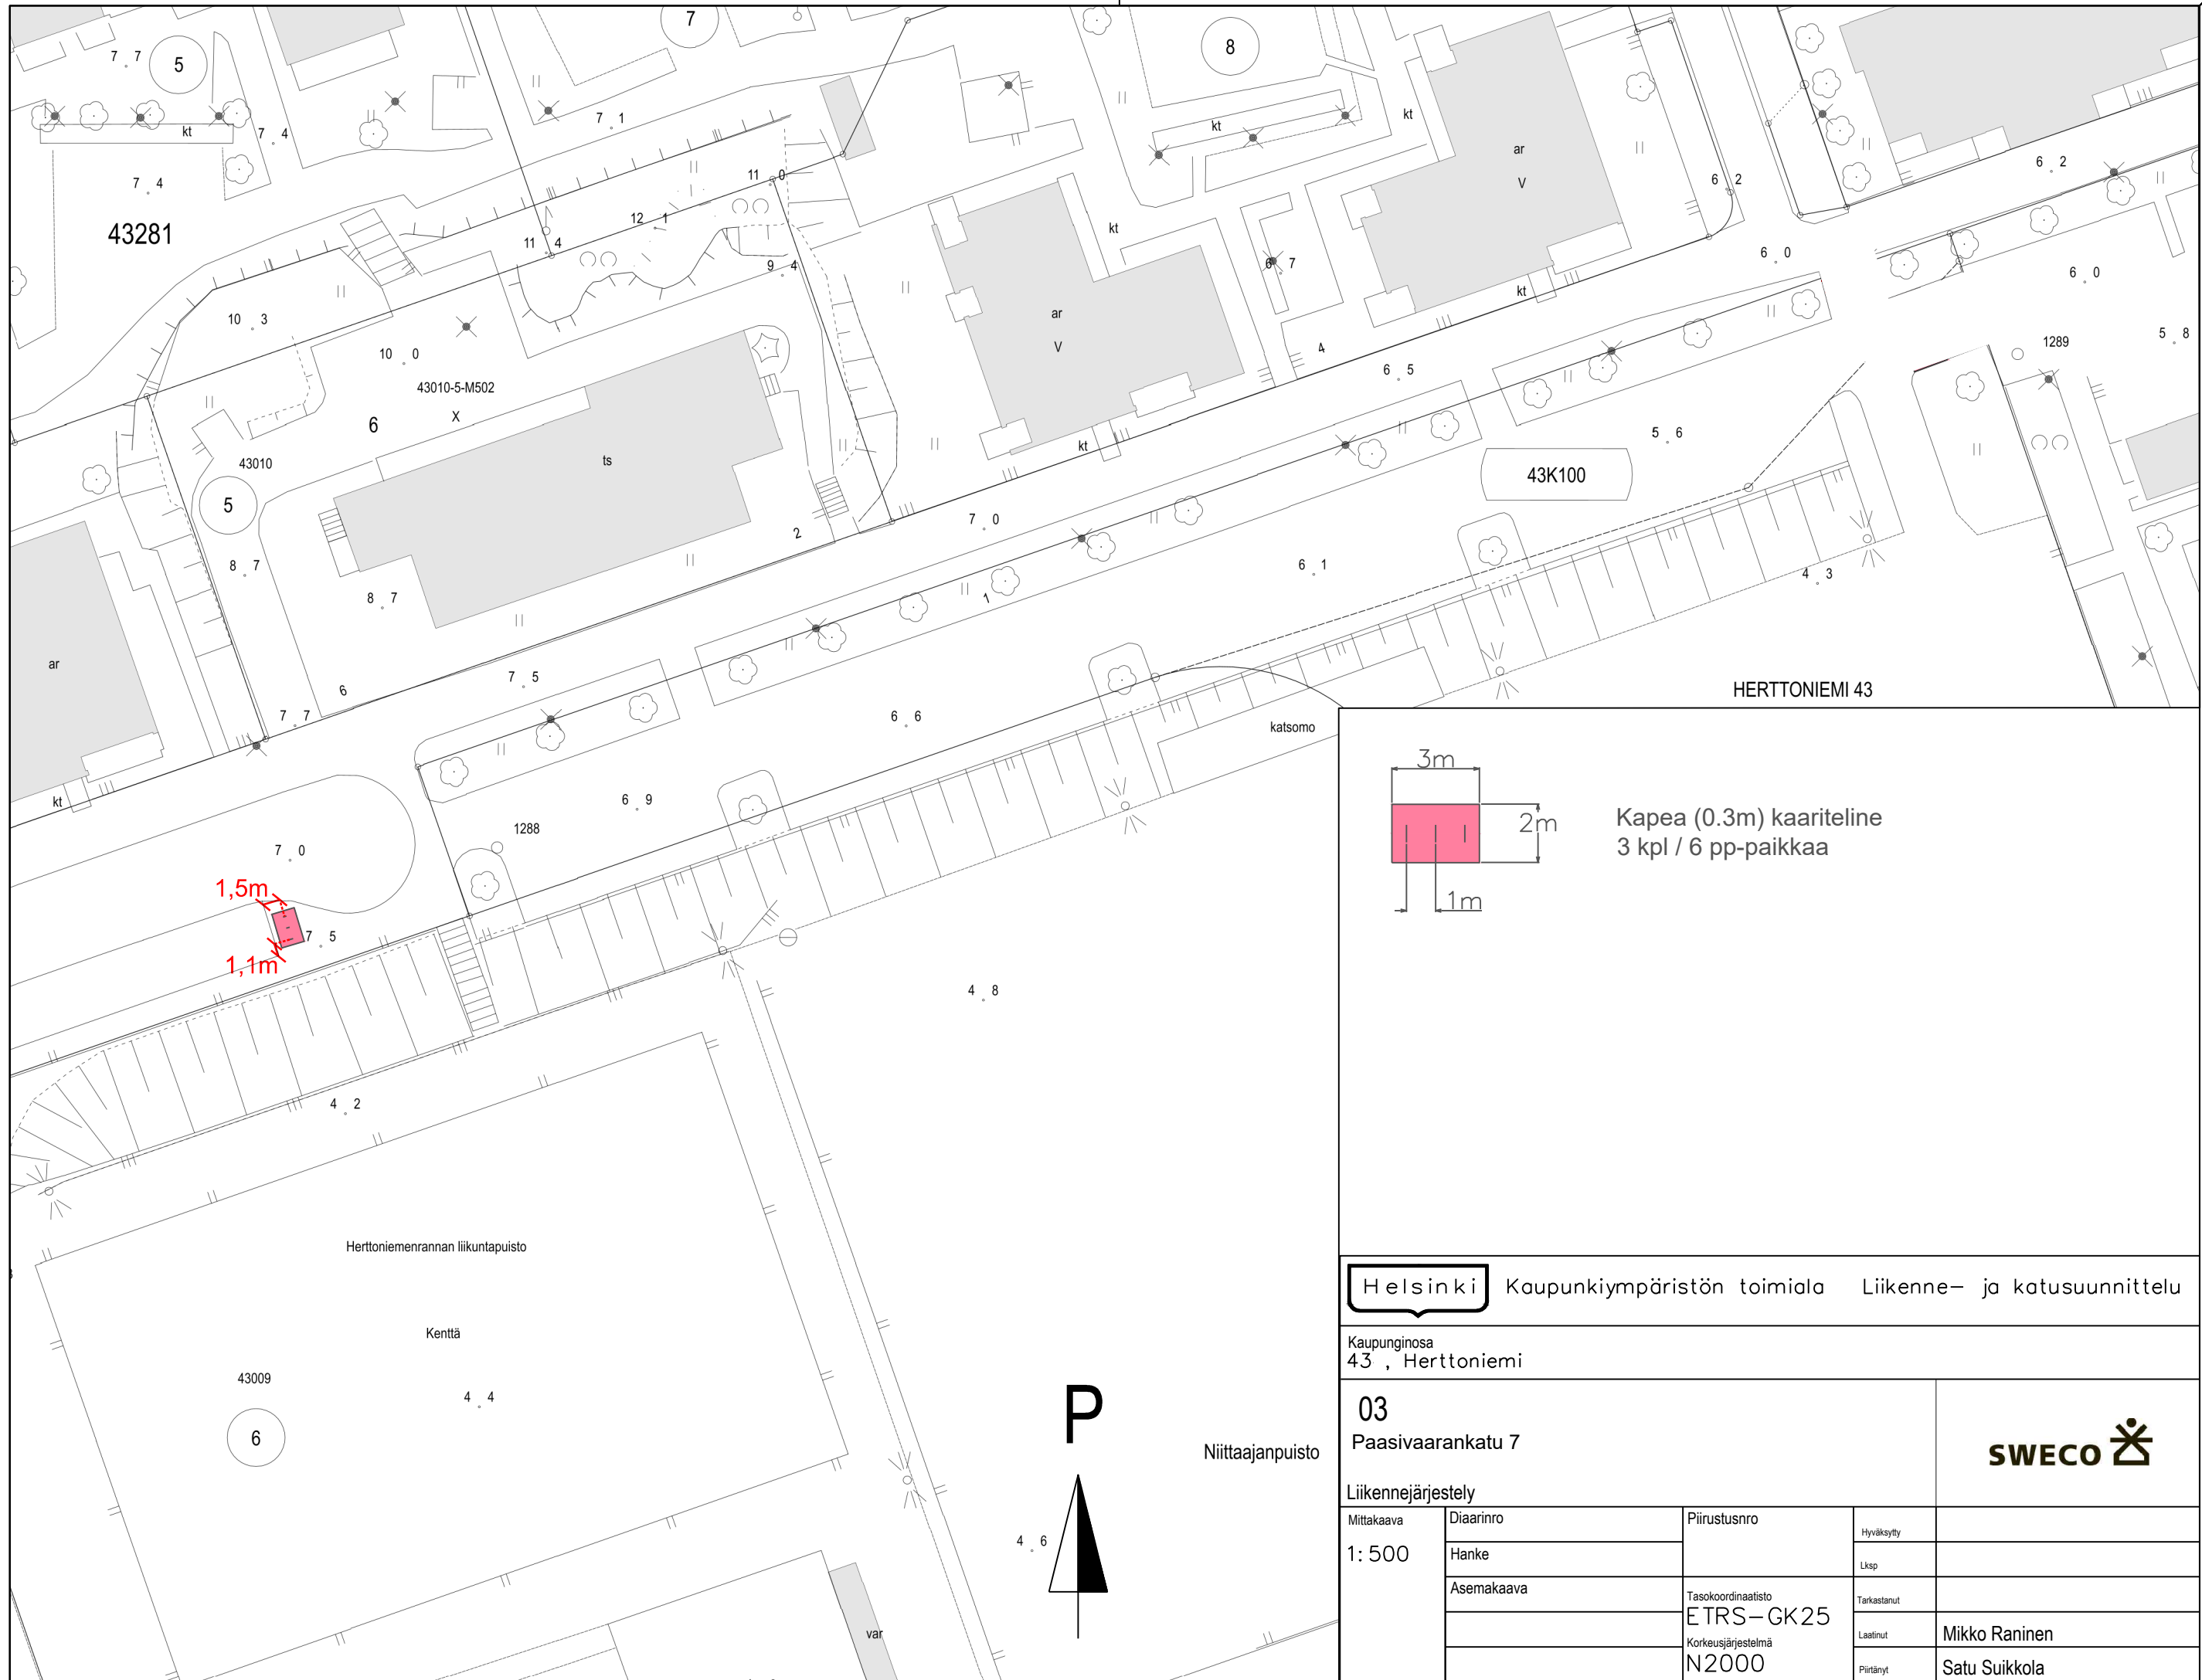 7
7 . 7
5
8
kt
7 . 4
7 . 1
kt
kt
ar
V
6 . 2
7 . 4
11 . 0
6 . 2
43281
12 . 1
11 . 4
kt
9 . 4
6 . 7
6 . 0
6 . 0
10 . 3
kt
ar
V
10 . 0
4
1289
5 . 8
43010-5-M502
X
6 . 5
6
5 . 6
kt
43010
ts
43K100
5
7 . 0
2
8 . 7
6 . 1
4 . 3
8 . 7
1
ar
7 . 5
6
HERTTONIEMI 43
7 . 7
6 . 6
katsomo
kt
6 . 9
1288
7 . 0
1,5m
7 . 5
1,1m
4 . 8
4 . 2
3m
2m
Kapea (0.3m) kaariteline
3 kpl / 6 pp-paikkaa
1m
Herttoniemenrannan liikuntapuisto
Kenttä
43009
4 . 4
6
P
Niittaajanpuisto
4 . 6
var
Helsinki Kaupunkiympäristön toimiala Liikenne- ja katusuunnittelu
Kaupunginosa
43 , Herttoniemi
03
Paasivaarankatu 7
SWECO
Liikennejärjestely
Mittakaava
1:500
Diaarinro
Hanke
Asemakaava
Piirustusnro
Tasokoordinaatisto
ETRS-GK25
Korkeusjärjestelmä
N2000
Hyväksytty
Lksp
Tarkastanut
Laatinut Mikko Raninen
Piirtänyt Satu Suikkola